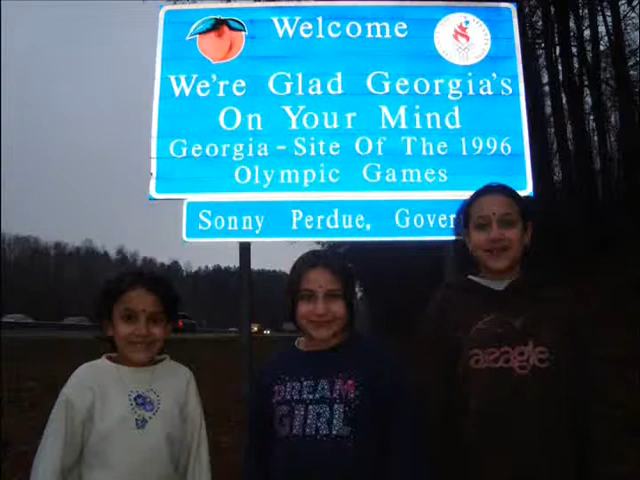 Welcome
We're Glad Georgia's
On Your Mind
Georgia - Site Of The 1996
Olympic Games
Sonny Perdue, Gover
DREAM
GIRL